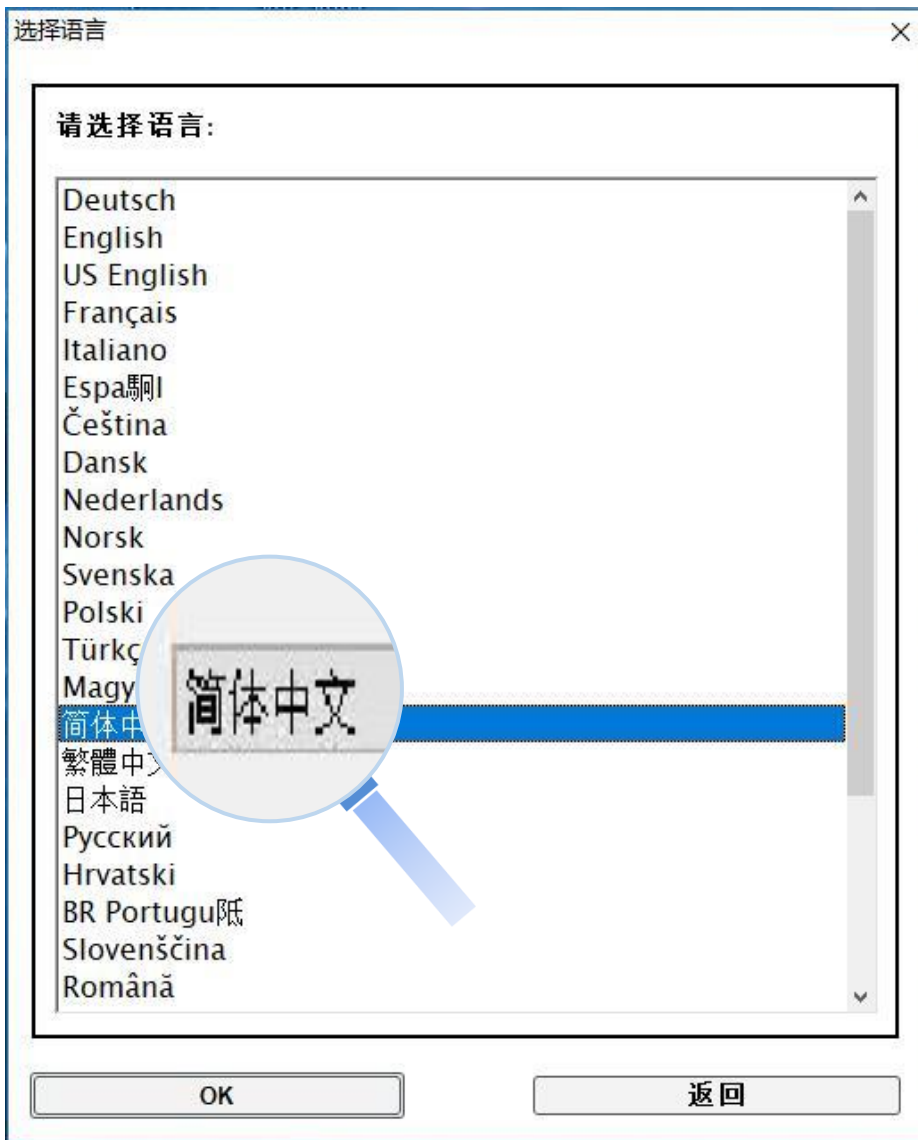 选择语言
请选择语言:
Deutsch
English
US English
Français
Italiano
Espa駉l
Čeština
Dansk
Nederlands
Norsk
Svenska
Polski
Türkç
Magy
简体中
简体中文
繁體中文
日本語
Русский
Hrvatski
BR Portugu阺
Slovenščina
Română
OK
返回